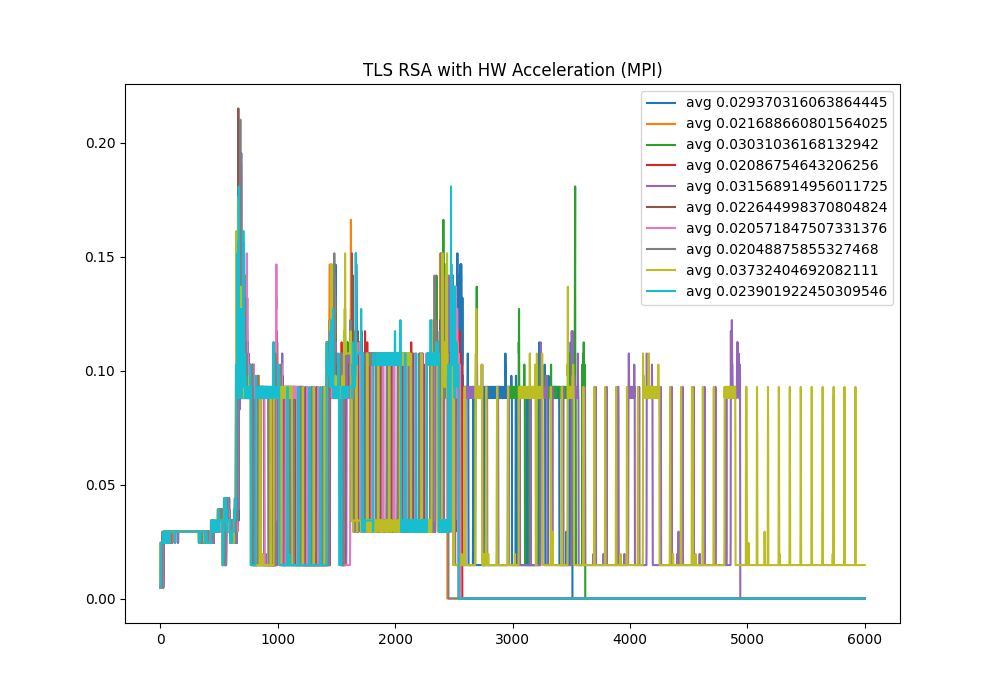 TLS RSA with HW Acceleration (MPI)
avg 0.029370316063864445
avg 0.021688660801564025
avg 0.03031036168132942
avg 0.02086754643206256
avg 0.031568914956011725
avg 0.022644998370804824
avg 0.020571847507331376
avg 0.02048875855327468
avg 0.03732404692082111
avg 0.023901922450309546
0.20
0.15
0.10
0.05
0.00
0 1000 2000 3000 4000 5000 6000